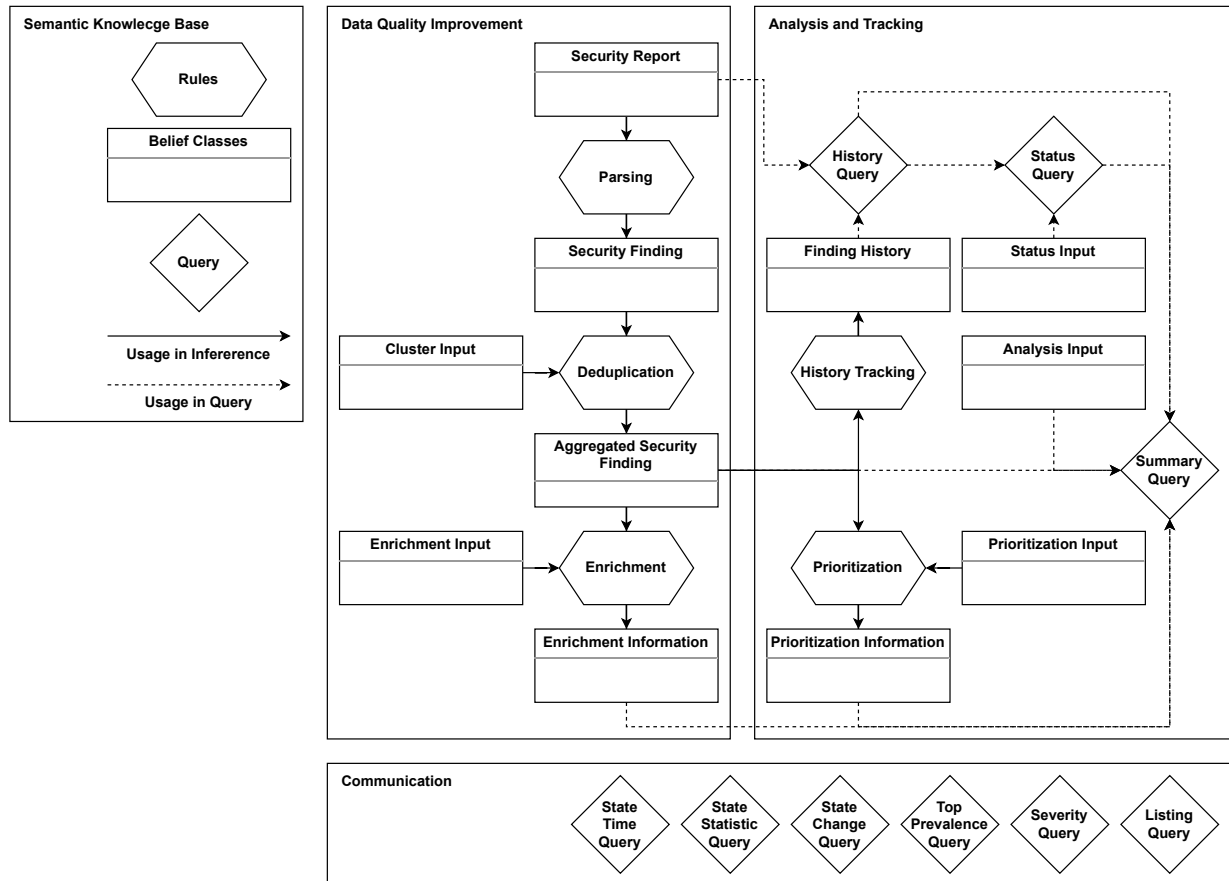 Semantic Knowlecge Base
Rules
Belief Classes
Query
Usage in Infererence
Usage in Query
Data Quality Improvement
Security Report
Parsing
Security Finding
Cluster Input
Deduplication
Aggregated Security
Finding
Enrichment Input
Enrichment
Enrichment Information
Analysis and Tracking
History
Query
Status
Query
Finding History
Status Input
History Tracking
Analysis Input
Summary
Query
Prioritization
Prioritization Input
Prioritization Information
Communication
State
Time
Query
State
Statistic
Query
State
Change
Query
Top
Prevalence
Query
Severity
Query
Listing
Query